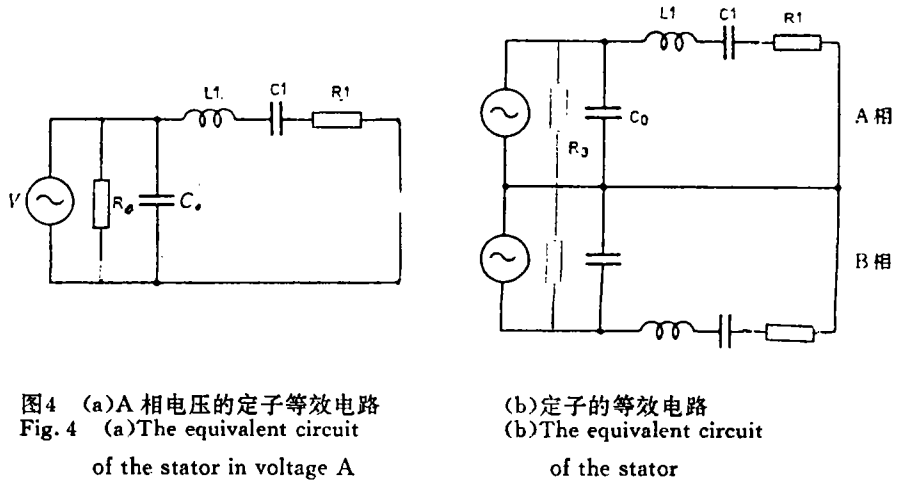 L1
C1
R1
V
R₀
C₀
图4 (a)A 相电压的定子等效电路
Fig. 4 (a)The equivalent circuit
of the stator in voltage A
L1
C1
R1
C0
R0
A 相
B 相
(b)定子的等效电路
(b)The equivalent circuit
of the stator